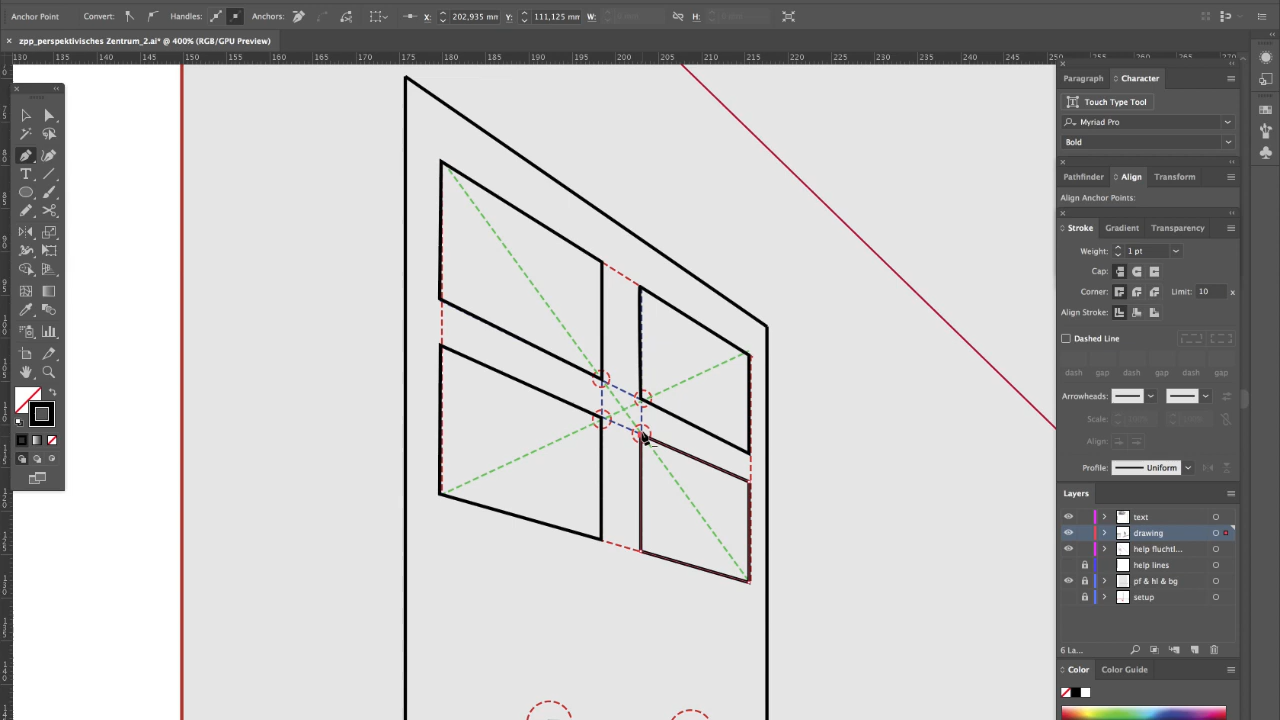 Anchor Point Convert: Handles: Anchors: X: 202,935 mm Y: 111,125 mm W: H:
zpp_perspektivisches Zentrum_2.ai* @ 400% (RGB/GPU Preview)
130 135 140 145 150 155 160 165 170 175 180 185 190 195 200 205 210 215 220 225 230 235 240 245 250 255 260 265 270
Paragraph Character
Touch Type Tool
Myriad Pro
Bold
Pathfinder Align Transform
Align Anchor Points:
Stroke Gradient Transparency
Weight: 1 pt
Cap:
Corner: Limit: 10 x
Align Stroke:
Dashed Line
dash gap dash gap dash gap
Arrowheads:
Scale:
Align:
Profile: Uniform
Layers
text
drawing
help fluchtl...
help lines
pf & hl & bg
setup
6 La...
Color Color Guide